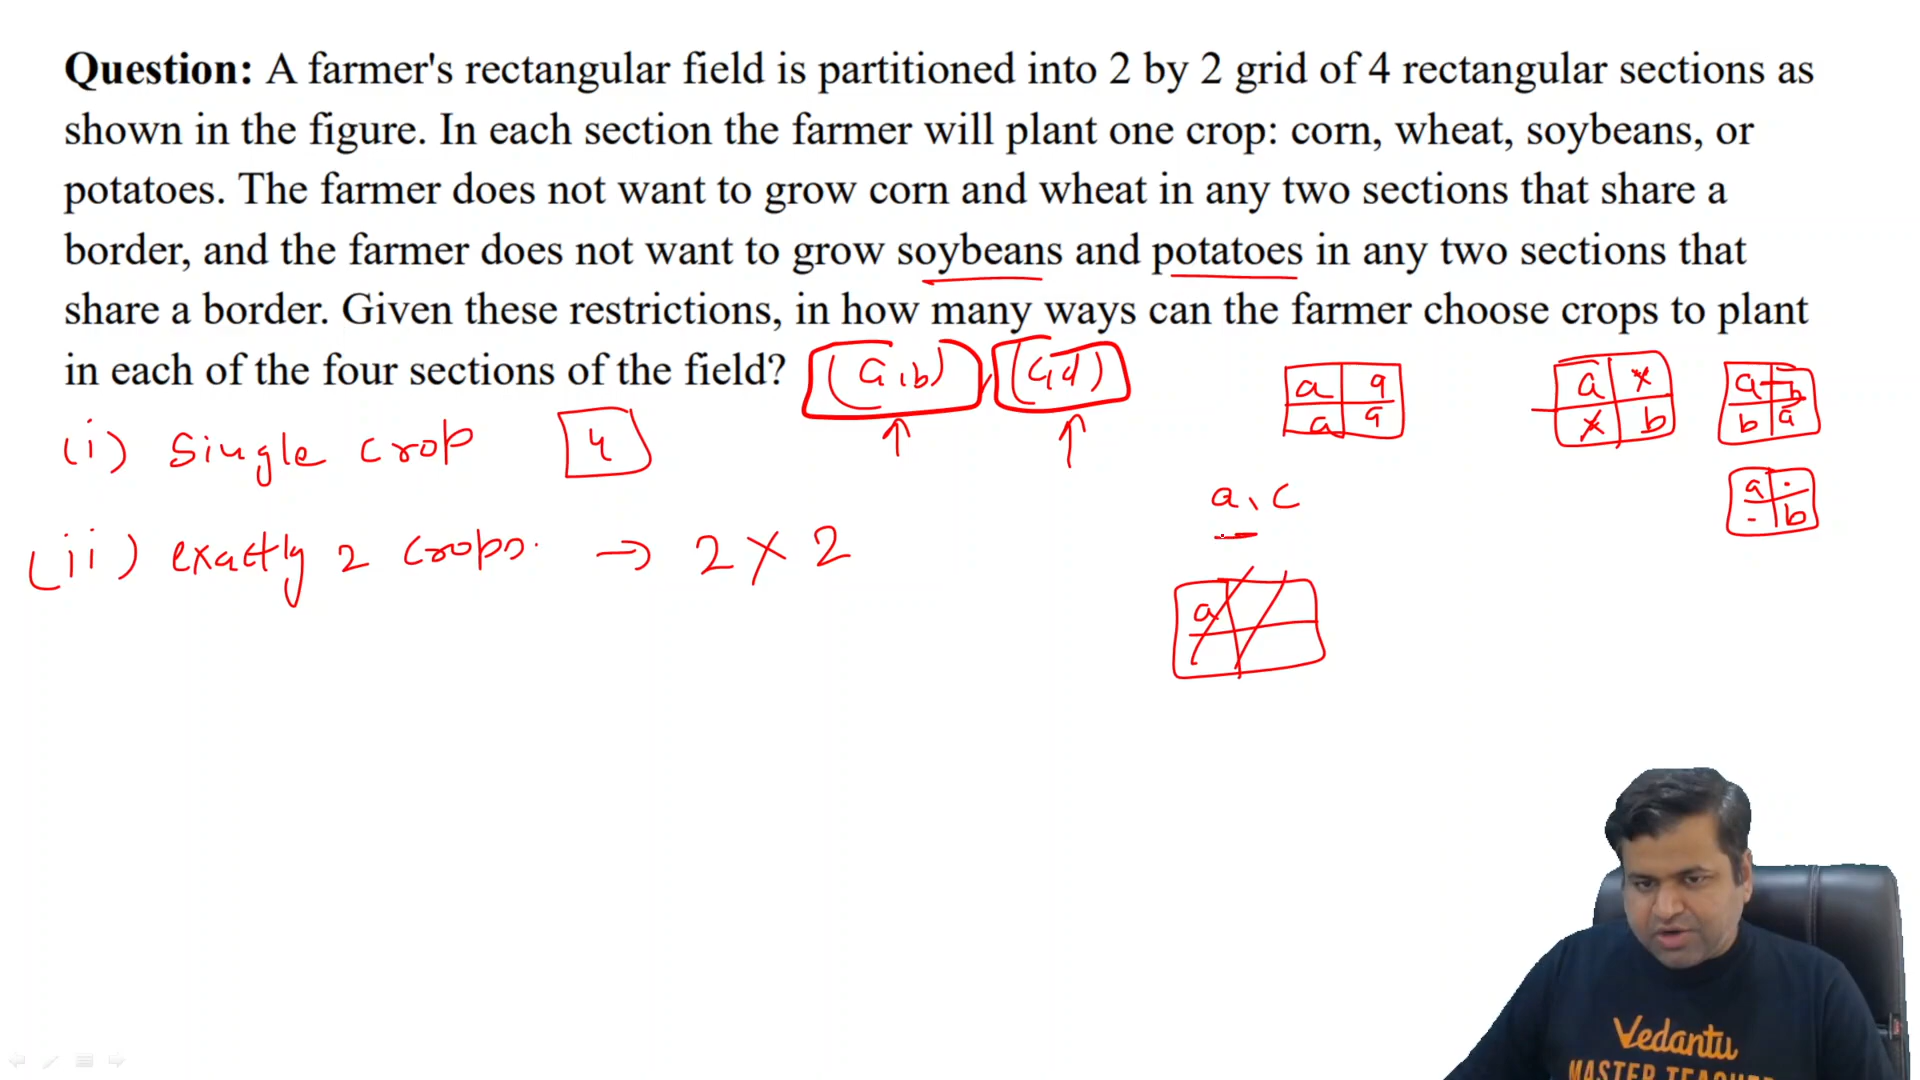 Question: A farmer's rectangular field is partitioned into 2 by 2 grid of 4 rectangular sections as
shown in the figure. In each section the farmer will plant one crop: corn, wheat, soybeans, or
potatoes. The farmer does not want to grow corn and wheat in any two sections that share a
border, and the farmer does not want to grow soybeans and potatoes in any two sections that
share a border. Given these restrictions, in how many ways can the farmer choose crops to plant
in each of the four sections of the field? (a,b), (c,d)
a a
a a
a x
x b
a b
b a
(i) Single crop 4
a, c
a .
. b
(ii) exactly 2 crops. → 2 × 2
a
Vedantu
MASTER TEACHER